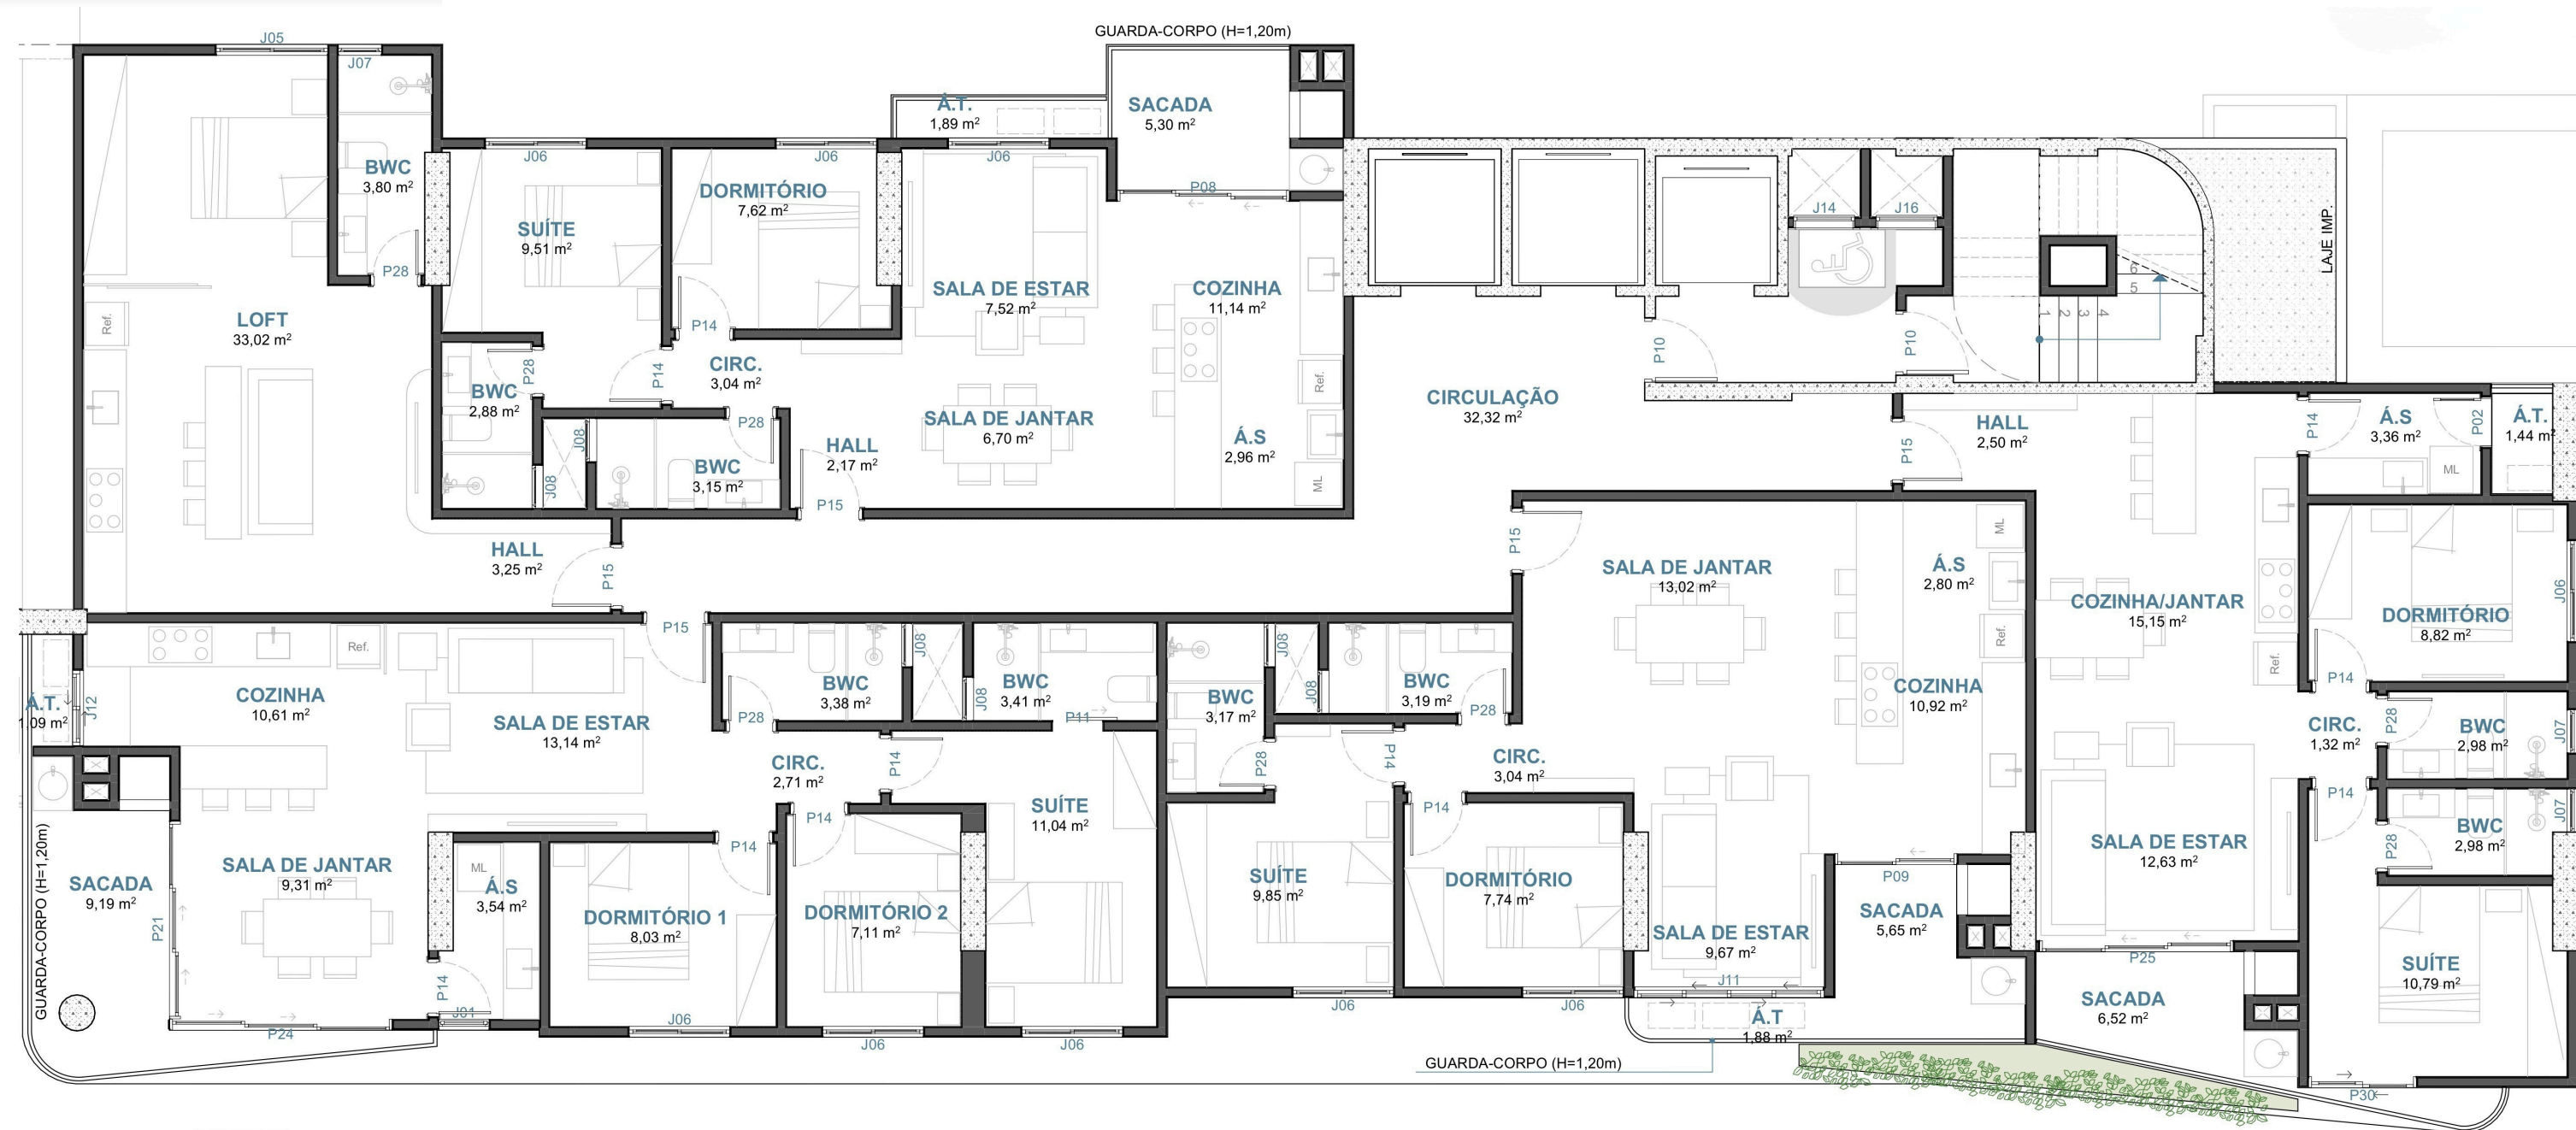 GUARDA-CORPO (H=1,20m)
J05
J07
Á.T.
1,89 m²
SACADA
5,30 m²
J06
J06
J06
BWC
3,80 m²
P28
SUÍTE
9,51 m²
DORMITÓRIO
7,62 m²
P08
J14
J16
LAJE IMP.
SALA DE ESTAR
7,52 m²
COZINHA
11,14 m²
Ref.
LOFT
33,02 m²
P14
P10
P10
1
2
3
4
5
6
P28
P14
CIRC.
3,04 m²
Ref.
BWC
2,88 m²
CIRCULAÇÃO
32,32 m²
P28
SALA DE JANTAR
6,70 m²
HALL
2,17 m²
Á.S
2,96 m²
J08
J08
BWC
3,15 m²
ML
P15
P15
HALL
2,50 m²
P14
Á.S
3,36 m²
P02
Á.T.
1,44 m²
ML
HALL
3,25 m²
P15
P15
SALA DE JANTAR
13,02 m²
ML
Á.S
2,80 m²
Ref.
COZINHA/JANTAR
15,15 m²
Ref.
DORMITÓRIO
8,82 m²
J06
P14
P15
Ref.
COZINHA
10,61 m²
Á.T.
1,09 m²
J12
SALA DE ESTAR
13,14 m²
BWC
3,38 m²
P28
J08
J08
BWC
3,41 m²
P11
BWC
3,17 m²
J08
J08
BWC
3,19 m²
P28
COZINHA
10,92 m²
CIRC.
2,71 m²
P14
P28
P14
CIRC.
3,04 m²
CIRC.
1,32 m²
P28
BWC
2,98 m²
J07
P14
P14
SUÍTE
11,04 m²
P14
P14
P28
BWC
2,98 m²
J07
GUARDA-CORPO (H=1,20m)
SACADA
9,19 m²
P21
SALA DE JANTAR
9,31 m²
ML
Á.S
3,54 m²
P14
J01
P24
DORMITÓRIO 1
8,03 m²
J06
DORMITÓRIO 2
7,11 m²
J06
J06
SUÍTE
9,85 m²
J06
DORMITÓRIO
7,74 m²
J06
SALA DE ESTAR
9,67 m²
J11
P09
SACADA
5,65 m²
SALA DE ESTAR
12,63 m²
P25
SACADA
6,52 m²
SUÍTE
10,79 m²
Á.T
1,88 m²
GUARDA-CORPO (H=1,20m)
P30